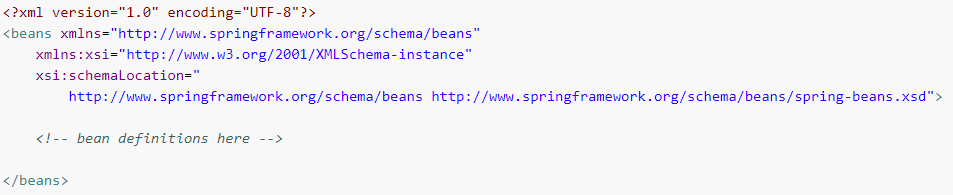 <?xml version="1.0" encoding="UTF-8"?>
<beans xmlns="http://www.springframework.org/schema/beans"
    xmlns:xsi="http://www.w3.org/2001/XMLSchema-instance"
    xsi:schemaLocation="
        http://www.springframework.org/schema/beans http://www.springframework.org/schema/beans/spring-beans.xsd">
    <!-- bean definitions here -->
</beans>